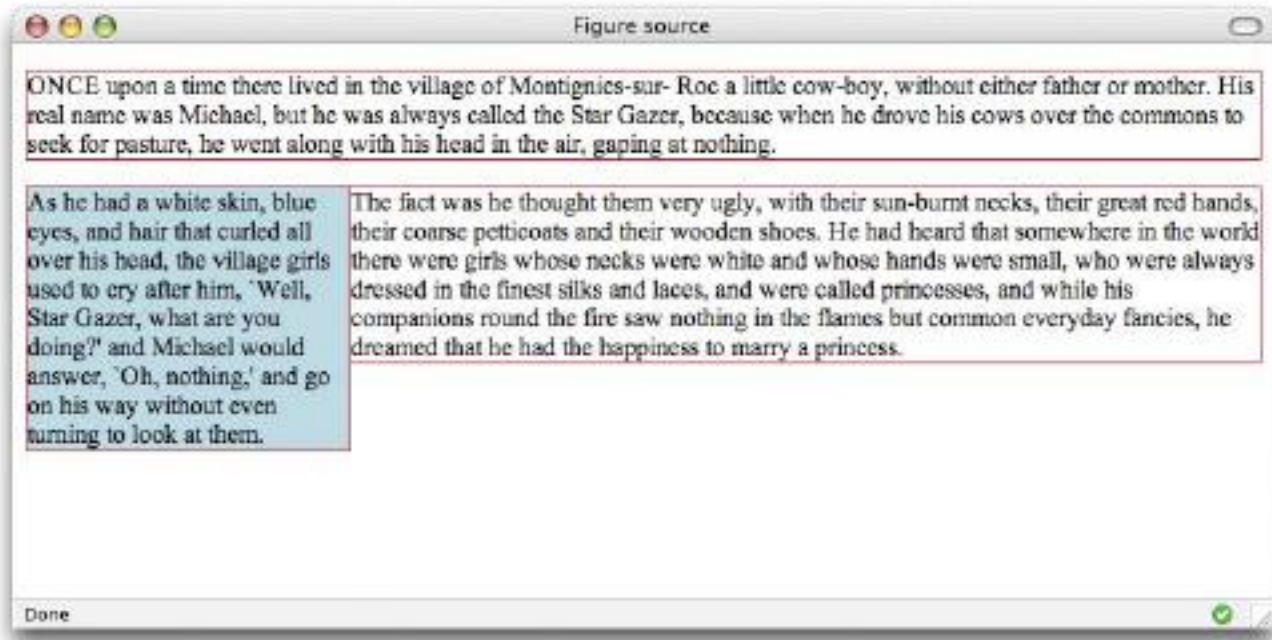 Figure source
ONCE upon a time there lived in the village of Montignies-sur- Roc a little cow-boy, without either father or mother. His
real name was Michael, but he was always called the Star Gazer, because when he drove his cows over the commons to
seek for pasture, he went along with his head in the air, gaping at nothing.
As he had a white skin, blue
eyes, and hair that curled all
over his head, the village girls
used to cry after him, `Well,
Star Gazer, what are you
doing?' and Michael would
answer, `Oh, nothing,' and go
on his way without even
turning to look at them.
The fact was he thought them very ugly, with their sun-burnt necks, their great red hands,
their coarse petticoats and their wooden shoes. He had heard that somewhere in the world
there were girls whose necks were white and whose hands were small, who were always
dressed in the finest silks and laces, and were called princesses, and while his
companions round the fire saw nothing in the flames but common everyday fancies, he
dreamed that he had the happiness to marry a princess.
Done